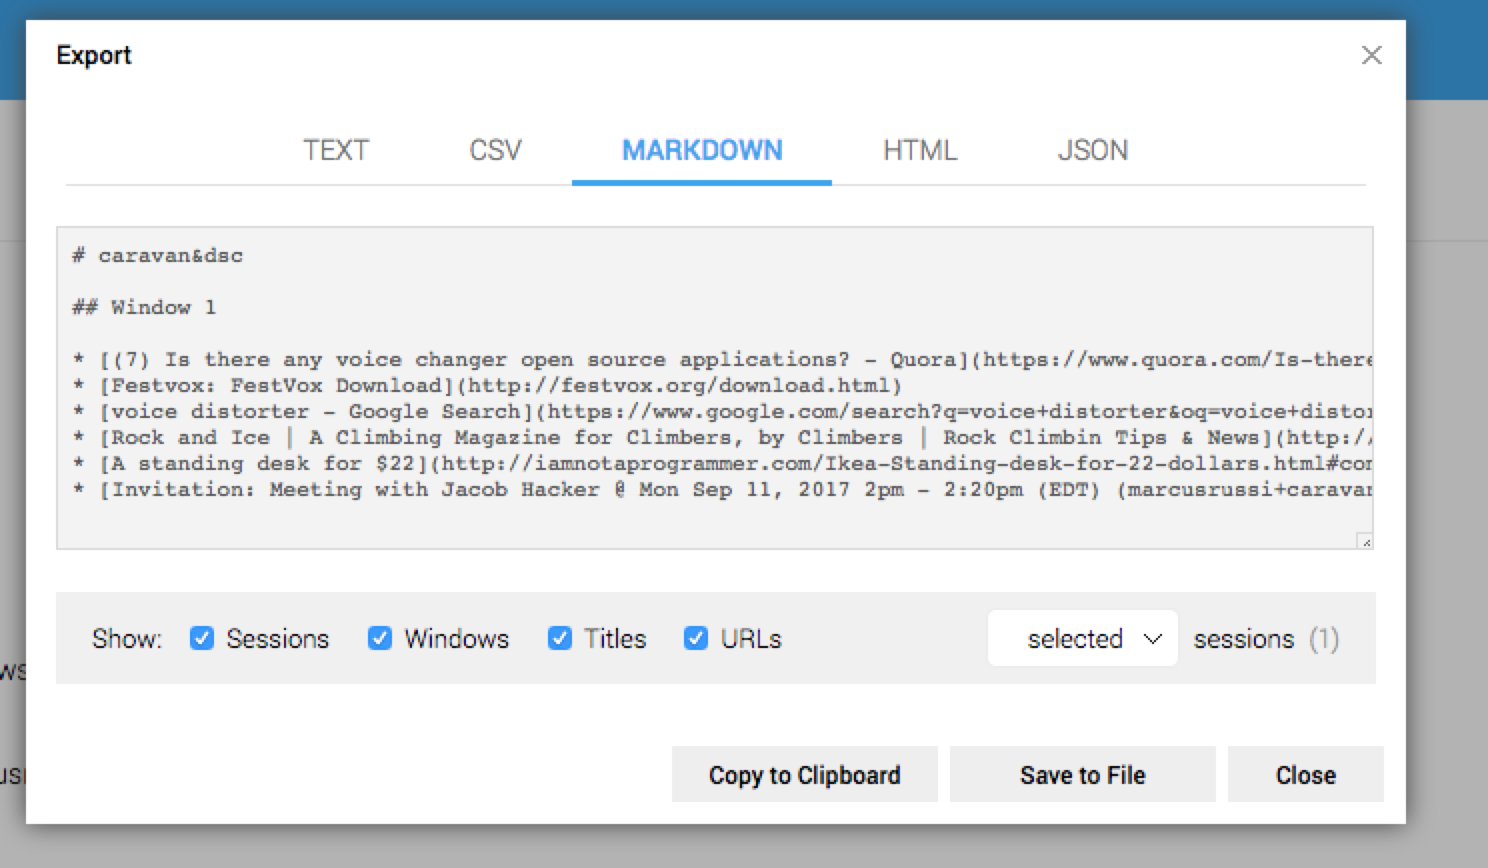 Export
TEXT CSV MARKDOWN HTML JSON
# caravan&dsc
## Window 1
* [(7) Is there any voice changer open source applications? - Quora](https://www.quora.com/Is-there
* [Festvox: FestVox Download](http://festvox.org/download.html)
* [voice distorter - Google Search](https://www.google.com/search?q=voice+distorter&oq=voice+distor
* [Rock and Ice | A Climbing Magazine for Climbers, by Climbers | Rock Climbin Tips & News](http:/
* [A standing desk for $22](http://iamnotaprogrammer.com/Ikea-Standing-desk-for-22-dollars.html#com
* [Invitation: Meeting with Jacob Hacker @ Mon Sep 11, 2017 2pm - 2:20pm (EDT) (marcusrussi+caravan
Show: Sessions Windows Titles URLs selected sessions (1)
Copy to Clipboard Save to File Close